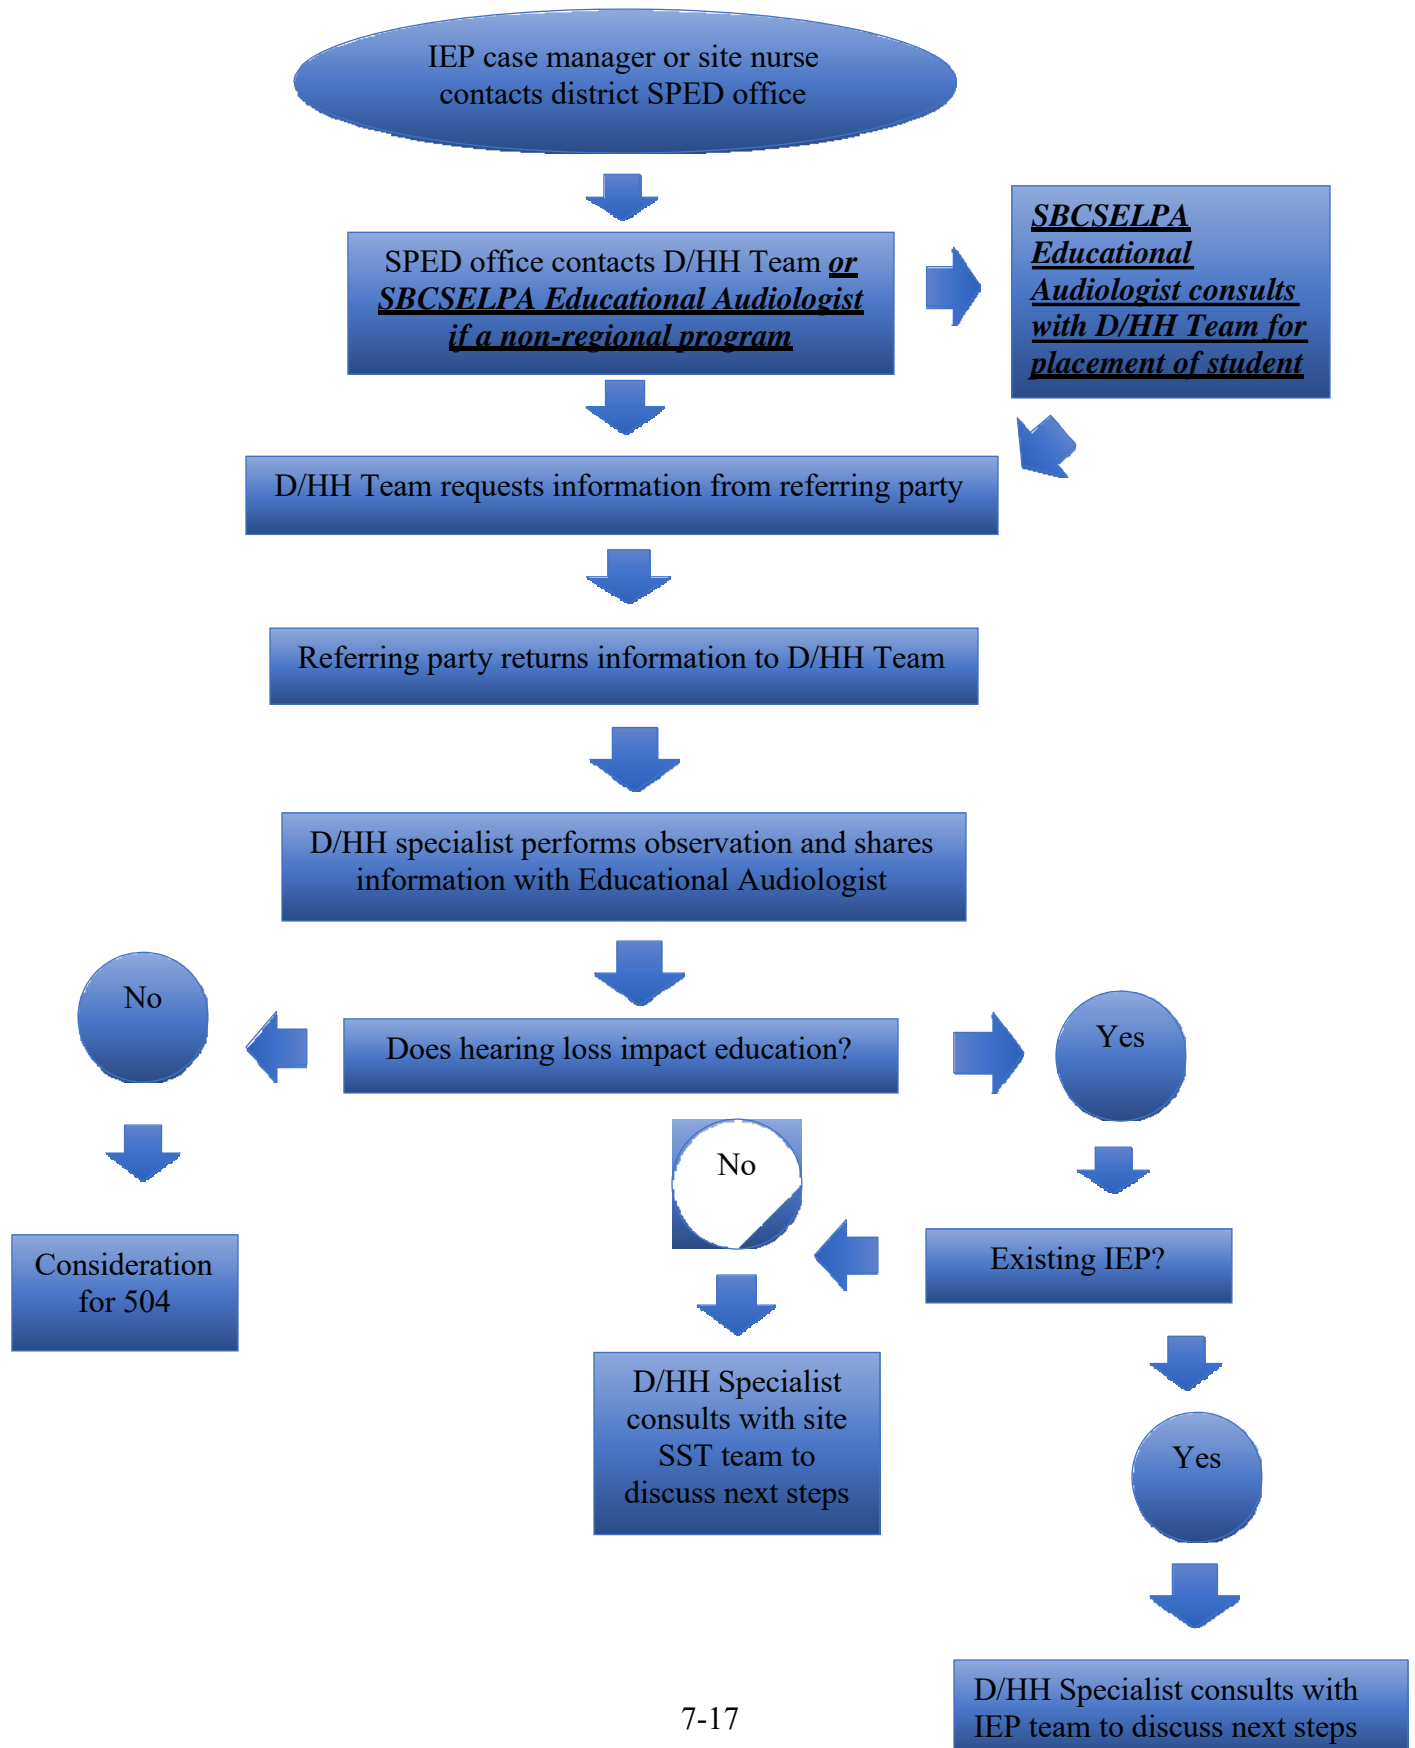 IEP case manager or site nurse
contacts district SPED office
SPED office contacts D/HH Team or
SBCSELPA Educational Audiologist
if a non-regional program
SBCSELPA
Educational
Audiologist consults
with D/HH Team for
placement of student
D/HH Team requests information from referring party
Referring party returns information to D/HH Team
D/HH specialist performs observation and shares
information with Educational Audiologist
No
Does hearing loss impact education?
Yes
No
Consideration
for 504
Existing IEP?
D/HH Specialist
consults with site
SST team to
discuss next steps
Yes
D/HH Specialist consults with
IEP team to discuss next steps
7-17